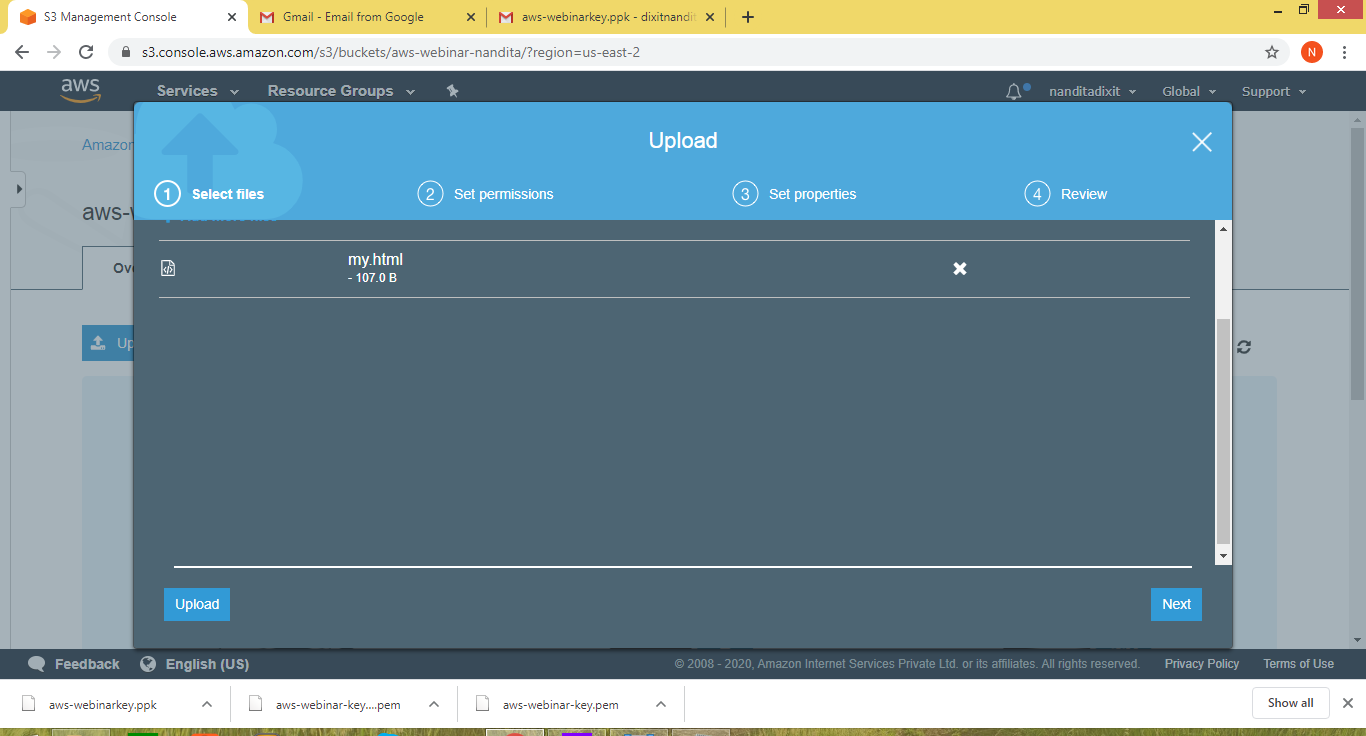 S3 Management Console
Gmail - Email from Google
aws-webinarkey.ppk - dixitnandit
s3.console.aws.amazon.com/s3/buckets/aws-webinar-nandita/?region=us-east-2
N
aws
Services
Resource Groups
nanditadixit
Global
Support
Amazon
Upload
1 Select files
2 Set permissions
3 Set properties
4 Review
aws-
my.html
- 107.0 B
Upload
Next
Feedback
English (US)
© 2008 - 2020, Amazon Internet Services Private Ltd. or its affiliates. All rights reserved.
Privacy Policy
Terms of Use
aws-webinarkey.ppk
aws-webinar-key....pem
aws-webinar-key.pem
Show all